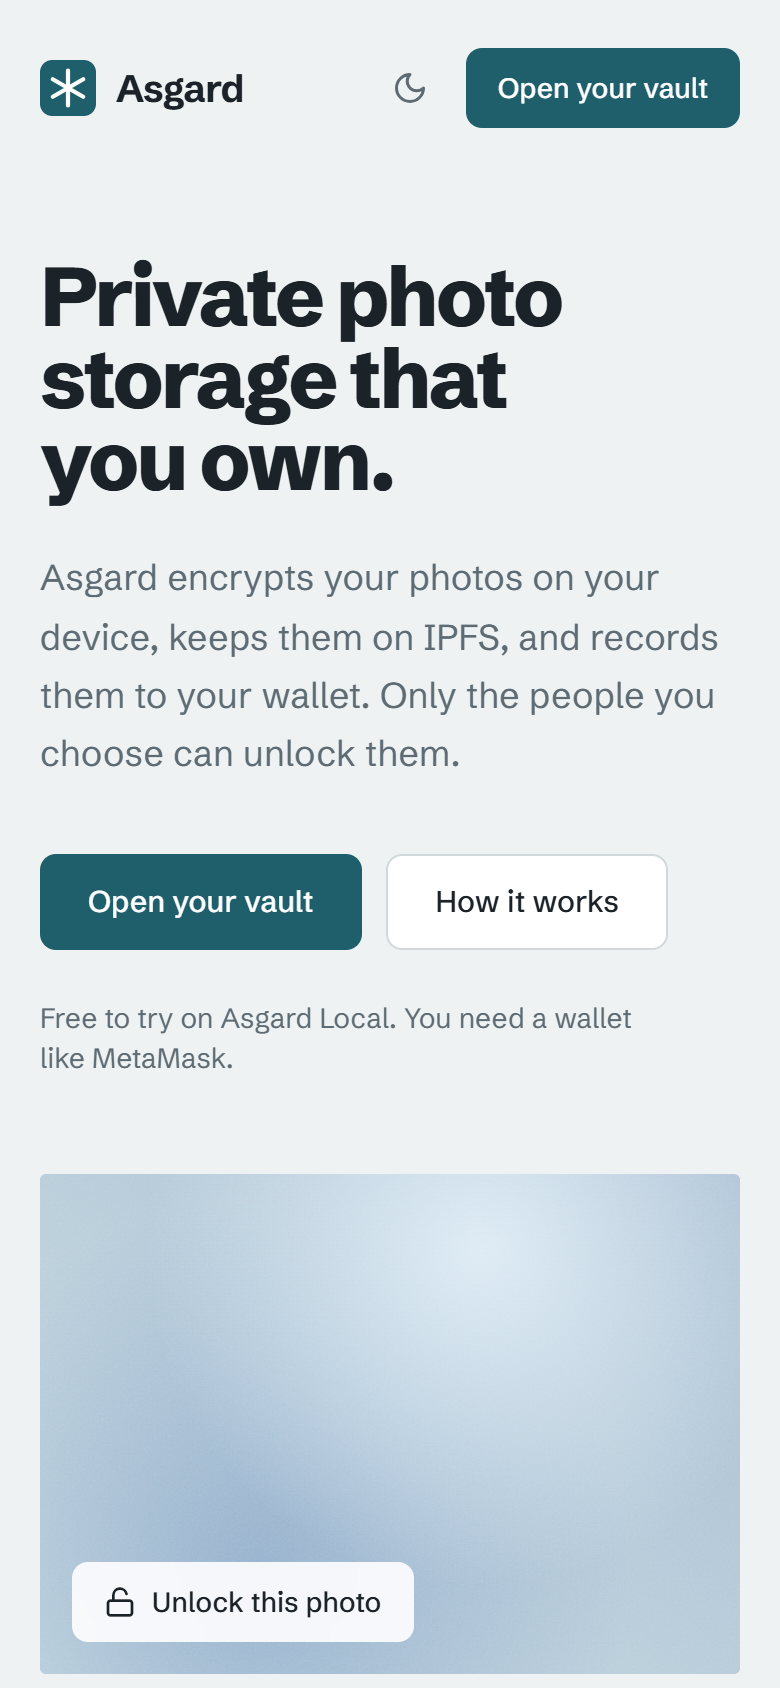 Asgard
Open your vault
Private photo
storage that
you own.
Asgard encrypts your photos on your
device, keeps them on IPFS, and records
them to your wallet. Only the people you
choose can unlock them.
Open your vault
How it works
Free to try on Asgard Local. You need a wallet
like MetaMask.
Unlock this photo